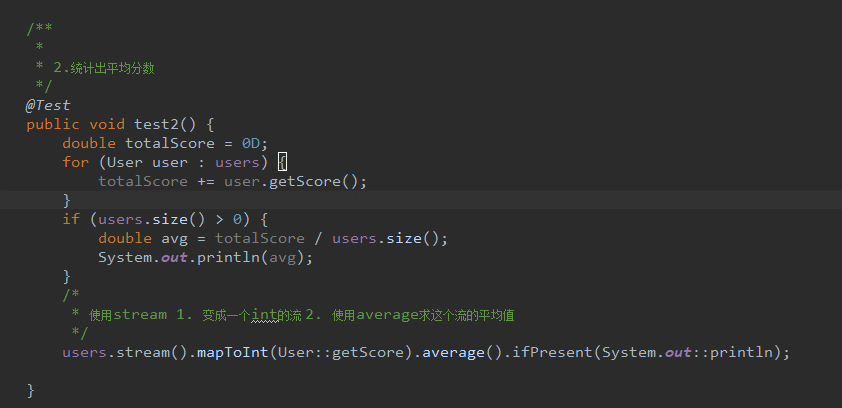 /**
 *
 * 2.统计出平均分数
 */
@Test
public void test2() {
    double totalScore = 0D;
    for (User user : users) {
        totalScore += user.getScore();
    }
    if (users.size() > 0) {
        double avg = totalScore / users.size();
        System.out.println(avg);
    }
    /*
     * 使用stream 1. 变成一个int的流 2. 使用average求这个流的平均值
     */
    users.stream().mapToInt(User::getScore).average().ifPresent(System.out::println);
}